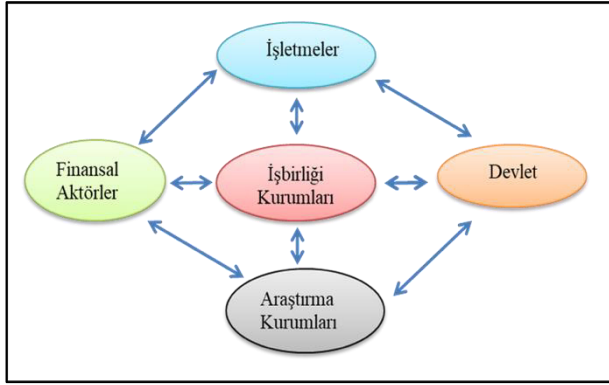 İşletmeler
Finansal
Aktörler
İşbirliği
Kurumları
Devlet
Araştırma
Kurumları